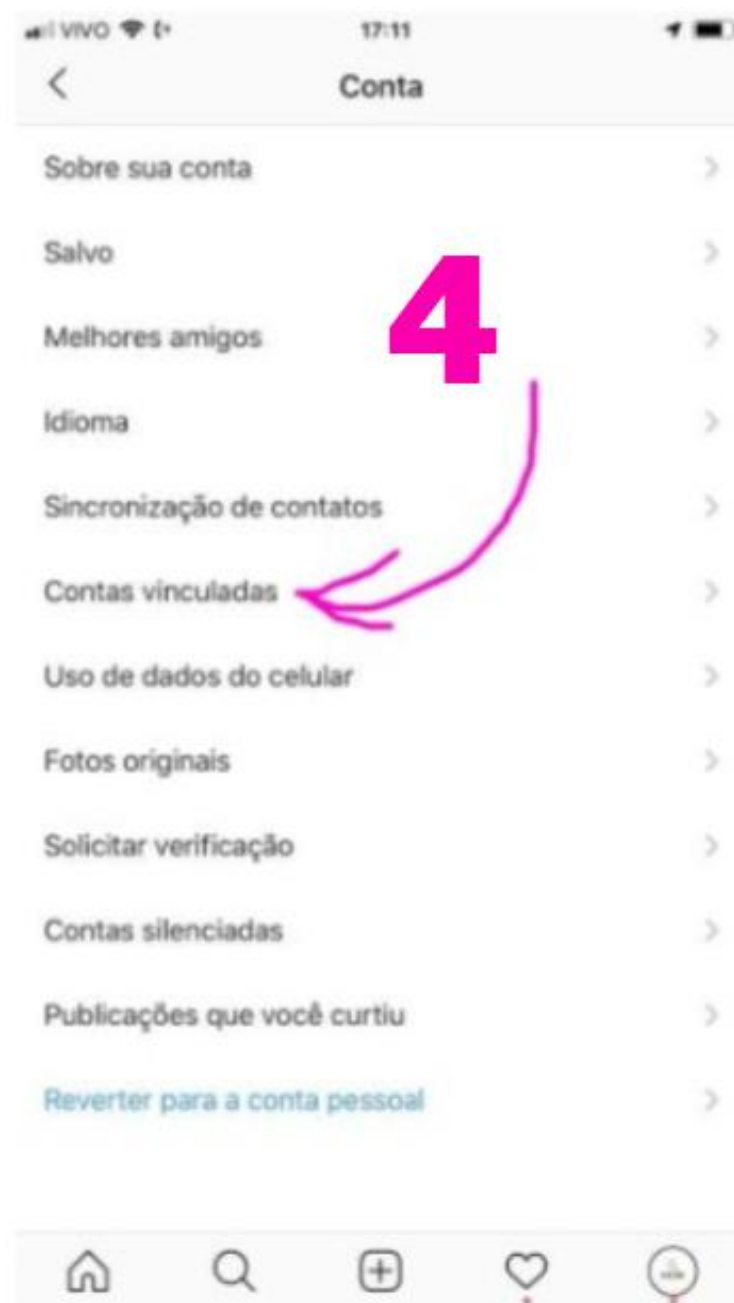 VIVO 17:11
Conta
Sobre sua conta
Salvo
4
Melhores amigos
Idioma
Sincronização de contatos
Contas vinculadas
Uso de dados do celular
Fotos originais
Solicitar verificação
Contas silenciadas
Publicações que você curtiu
Reverter para a conta pessoal